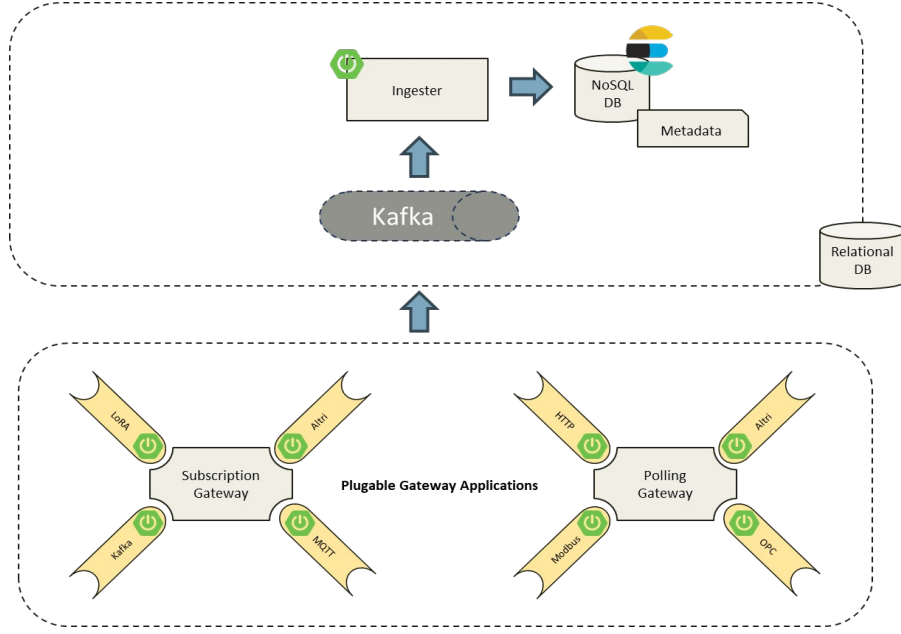 Ingester
NoSQL
DB
Metadata
Kafka
Relational
DB
LoRA
Altri
HTTP
Altri
Subscription
Gateway
Plugable Gateway Applications
Polling
Gateway
Kafka
MQTT
Modbus
OPC